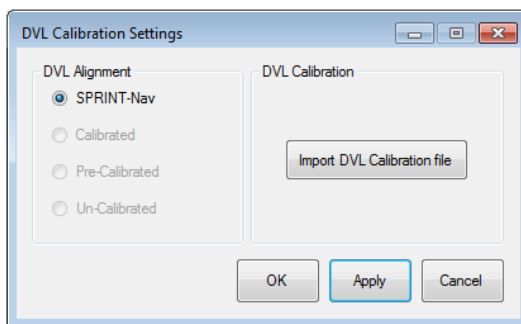 DVL Calibration Settings
DVL Alignment
SPRINT-Nav
Calibrated
Pre-Calibrated
Un-Calibrated
DVL Calibration
Import DVL Calibration file
OK
Apply
Cancel